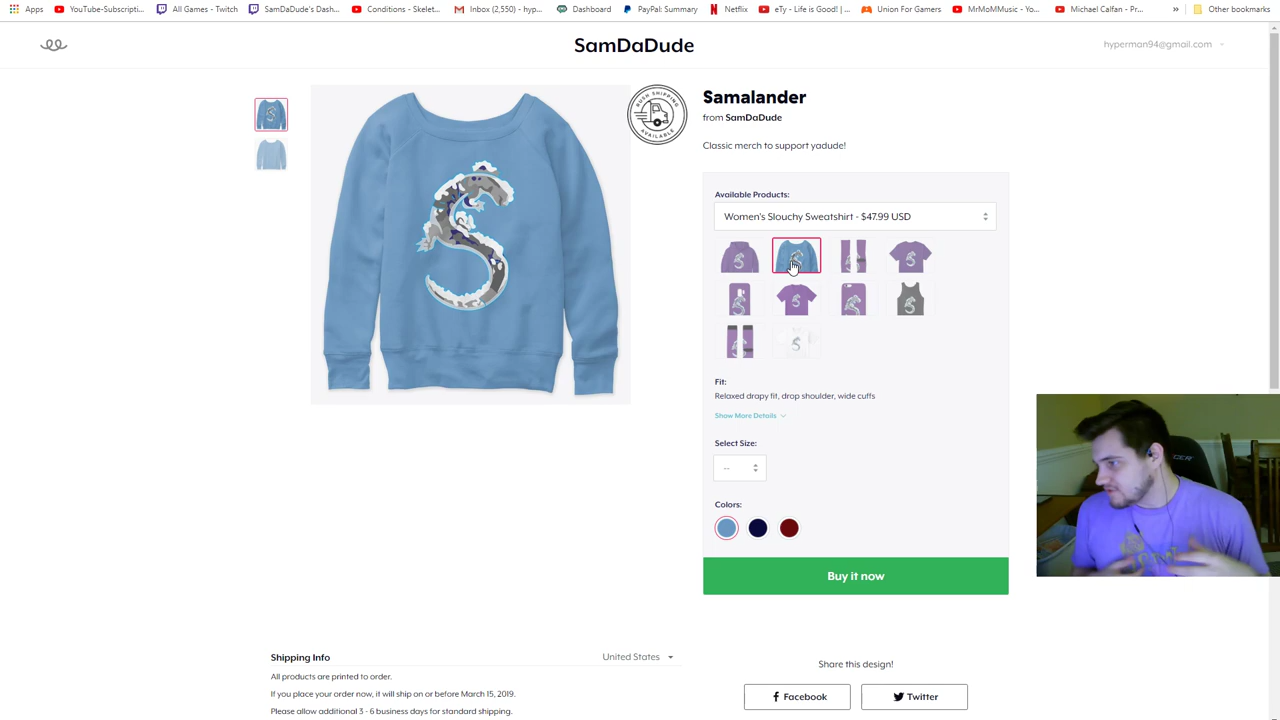 Apps YouTube-Subscripti... All Games - Twitch SamDaDude's Dash... Conditions - Skelet... Inbox (2,550) - hyp... Dashboard PayPal: Summary Netflix eTy - Life is Good! | ... Union For Gamers MrMoMMusic - Yo... Michael Calfan - Pr... » Other bookmarks
SamDaDude
hyperman94@gmail.com
RUSH SHIPPING
AVAILABLE
Samalander
from SamDaDude
Classic merch to support yadude!
Available Products:
Women's Slouchy Sweatshirt - $47.99 USD
Fit:
Relaxed drapy fit, drop shoulder, wide cuffs
Show More Details
Select Size:
--
Colors:
Buy it now
Shipping Info
United States
All products are printed to order.
If you place your order now, it will ship on or before March 15, 2019.
Please allow additional 3 - 6 business days for standard shipping.
Share this design!
Facebook
Twitter